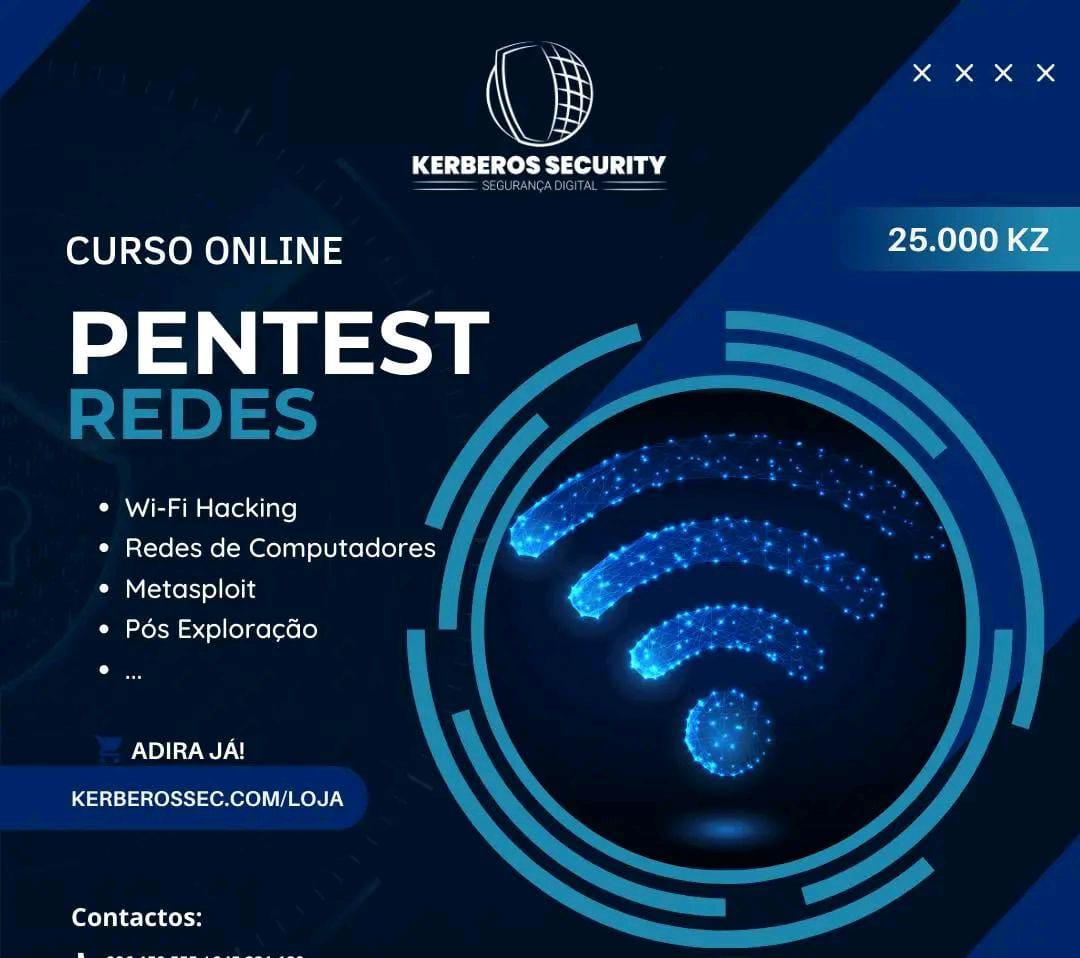 KERBEROS SECURITY
SEGURANÇA DIGITAL
25.000 KZ
CURSO ONLINE
PENTEST
REDES
• Wi-Fi Hacking
• Redes de Computadores
• Metasploit
• Pós Exploração
• ...
ADIRA JÁ!
KERBEROSSEC.COM/LOJA
Contactos: